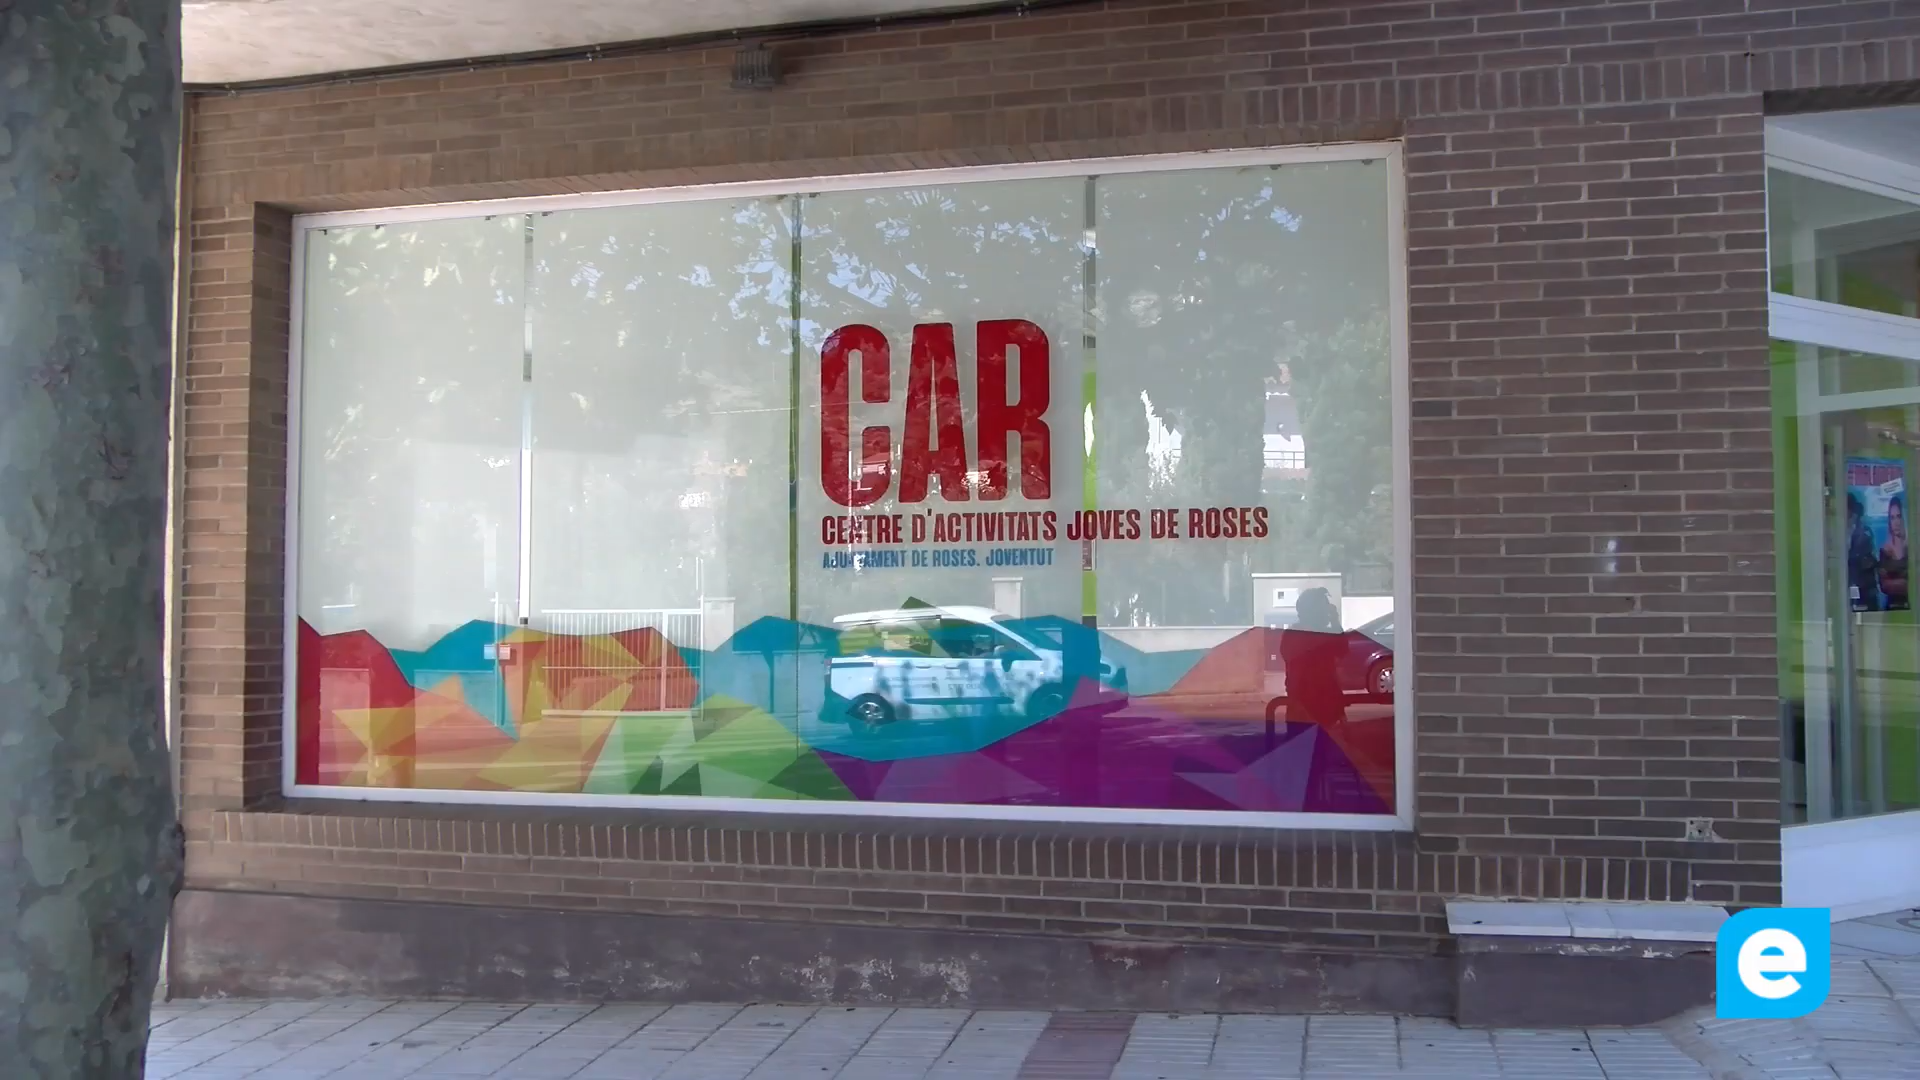 CAR
CENTRE D'ACTIVITATS JOVES DE ROSES
AJUNTAMENT DE ROSES. JOVENTUT
e